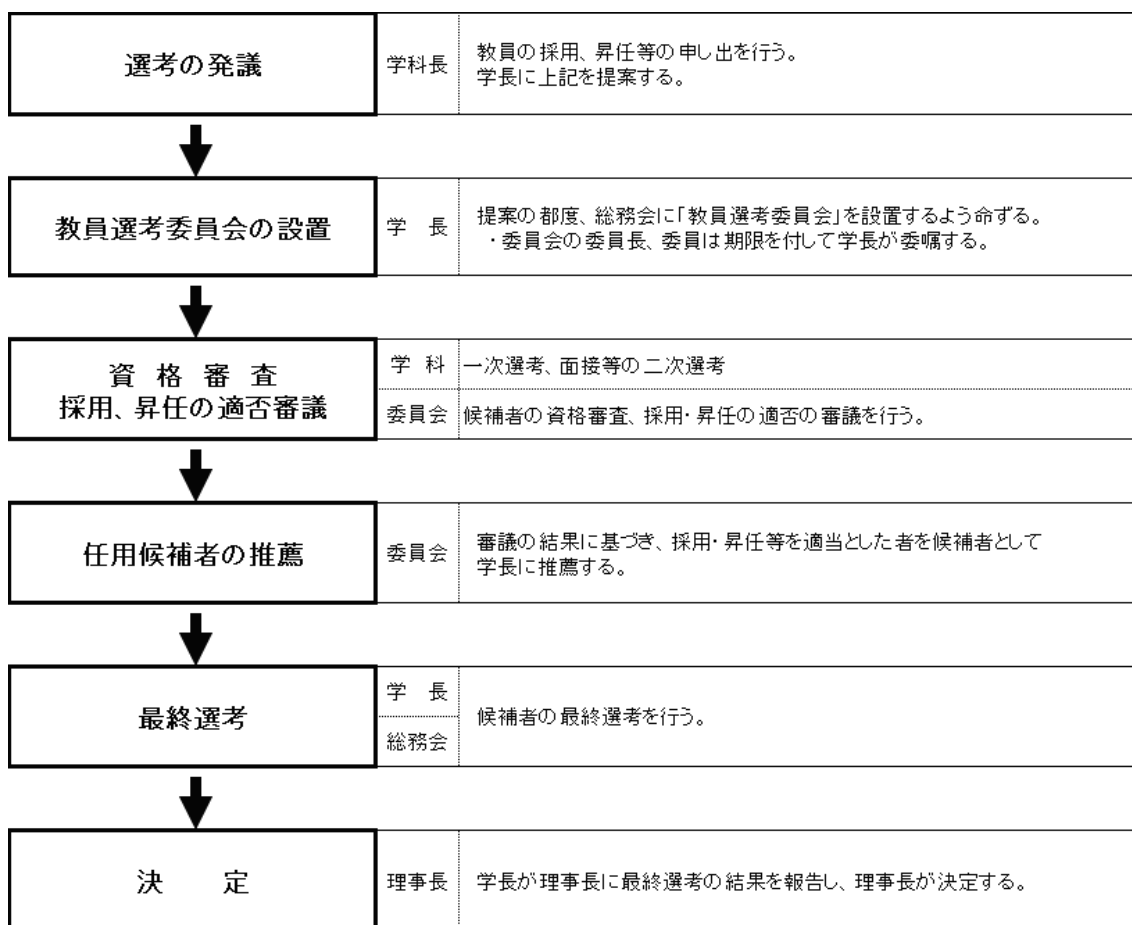 選考の発議
学科長
教員の採用、昇任等の申し出を行う。
学長に上記を提案する。
教員選考委員会の設置
学　長
提案の都度、総務会に「教員選考委員会」を設置するよう命ずる。
・委員会の委員長、委員は期限を付して学長が委嘱する。
資　格　審　査
採用、昇任の適否審議
学　科
一次選考、面接等の二次選考
委員会
候補者の資格審査、採用・昇任の適否の審議を行う。
任用候補者の推薦
委員会
審議の結果に基づき、採用・昇任等を適当とした者を候補者として
学長に推薦する。
最終選考
学　長
総務会
候補者の最終選考を行う。
決　　定
理事長
学長が理事長に最終選考の結果を報告し、理事長が決定する。